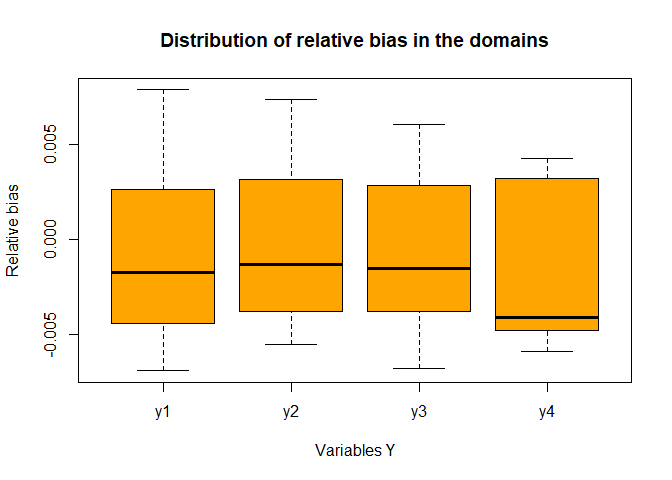 Distribution of relative bias in the domains
0.005
0.000
-0.005
Relative bias
y1 y2 y3 y4
Variables Y